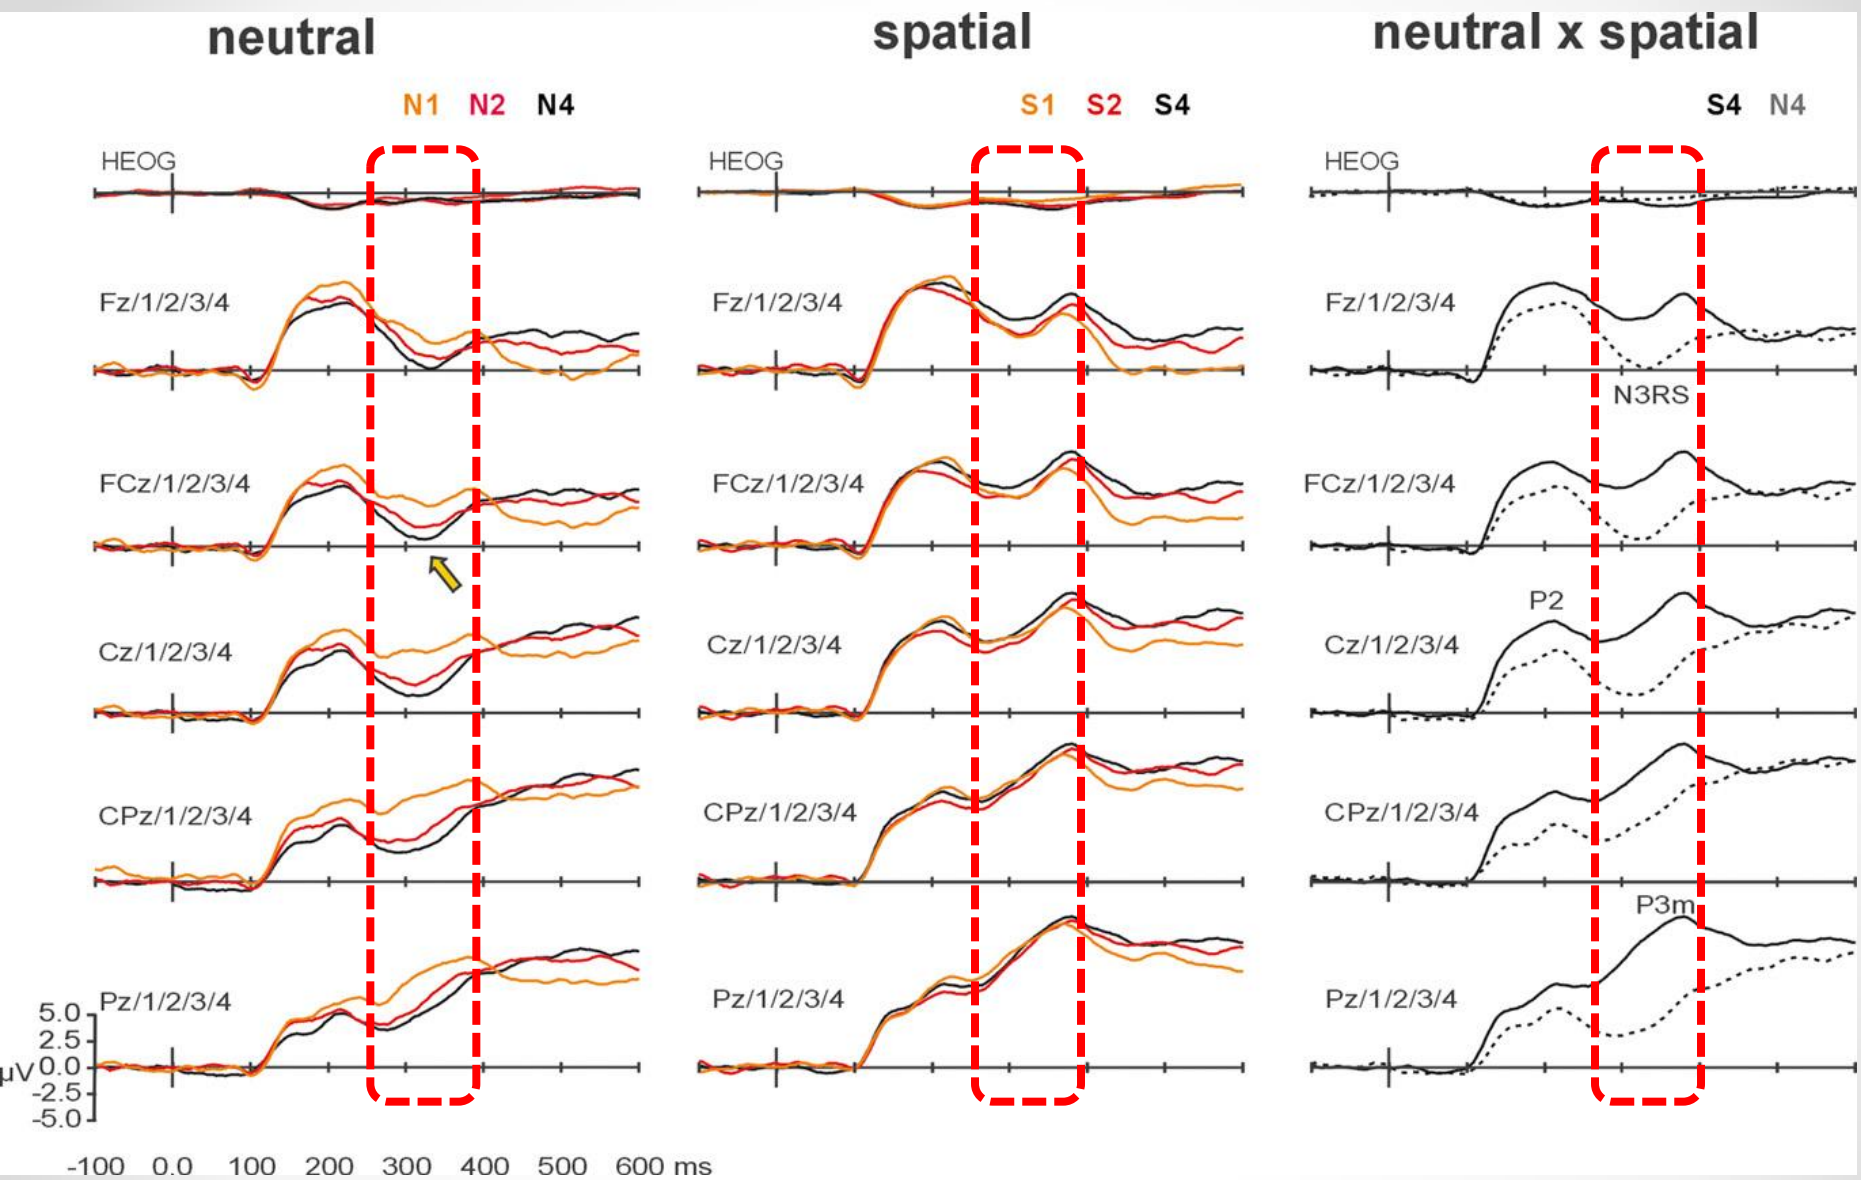 neutral spatial neutral x spatial
N1 N2 N4 S1 S2 S4 S4 N4
HEOG HEOG HEOG
Fz/1/2/3/4 Fz/1/2/3/4 Fz/1/2/3/4
N3RS
FCz/1/2/3/4 FCz/1/2/3/4 FCz/1/2/3/4
P2
Cz/1/2/3/4 Cz/1/2/3/4 Cz/1/2/3/4
CPz/1/2/3/4 CPz/1/2/3/4 CPz/1/2/3/4
P3m
Pz/1/2/3/4 Pz/1/2/3/4 Pz/1/2/3/4
5.0
2.5
µV 0.0
-2.5
-5.0
-100 0.0 100 200 300 400 500 600 ms